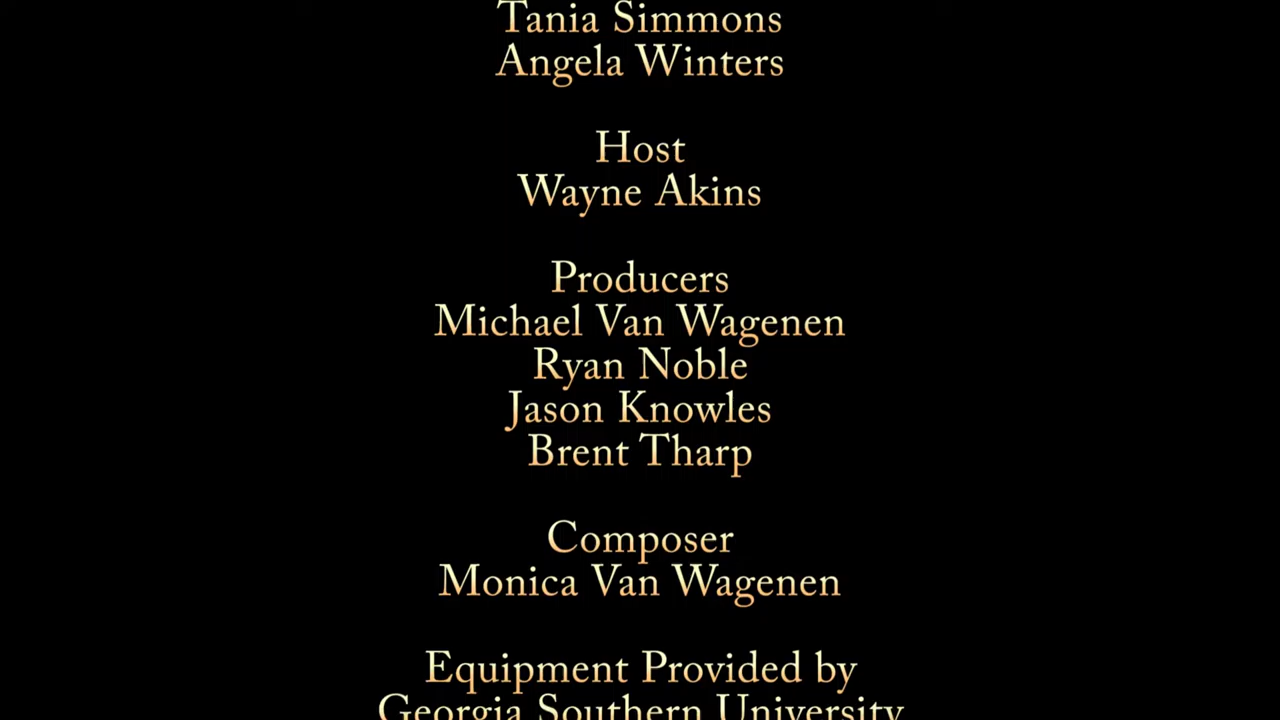 Tania Simmons
Angela Winters
Host
Wayne Akins
Producers
Michael Van Wagenen
Ryan Noble
Jason Knowles
Brent Tharp
Composer
Monica Van Wagenen
Equipment Provided by
Georgia Southern University